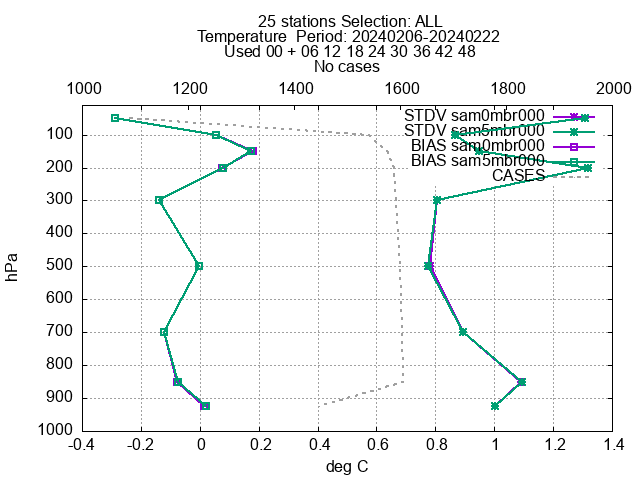 25 stations Selection: ALL
Temperature Period: 20240206-20240222
Used 00 + 06 12 18 24 30 36 42 48
No cases
1000 1200 1400 1600 1800 2000
STDV sam0mbr000
STDV sam5mbr000
BIAS sam0mbr000
BIAS sam5mbr000
CASES
100
200
300
400
500
600
700
800
900
1000
hPa
-0.4 -0.2 0 0.2 0.4 0.6 0.8 1 1.2 1.4
deg C